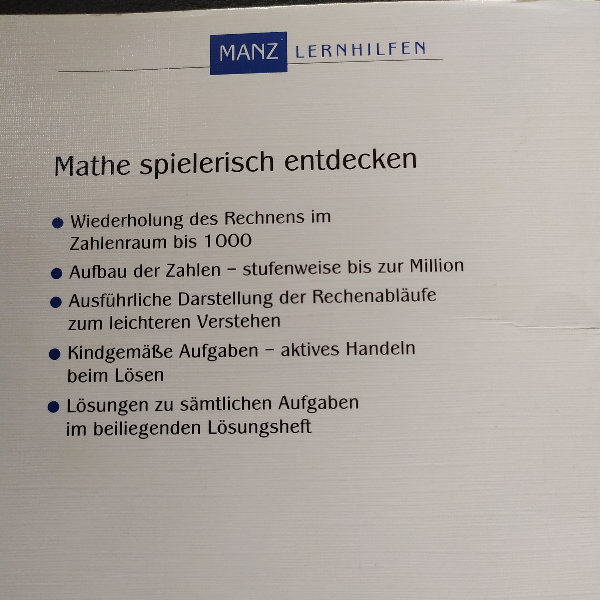 MANZ LERNHILFEN
Mathe spielerisch entdecken
● Wiederholung des Rechnens im
Zahlenraum bis 1000
● Aufbau der Zahlen – stufenweise bis zur Million
● Ausführliche Darstellung der Rechenabläufe
zum leichteren Verstehen
● Kindgemäße Aufgaben – aktives Handeln
beim Lösen
● Lösungen zu sämtlichen Aufgaben
im beiliegenden Lösungsheft